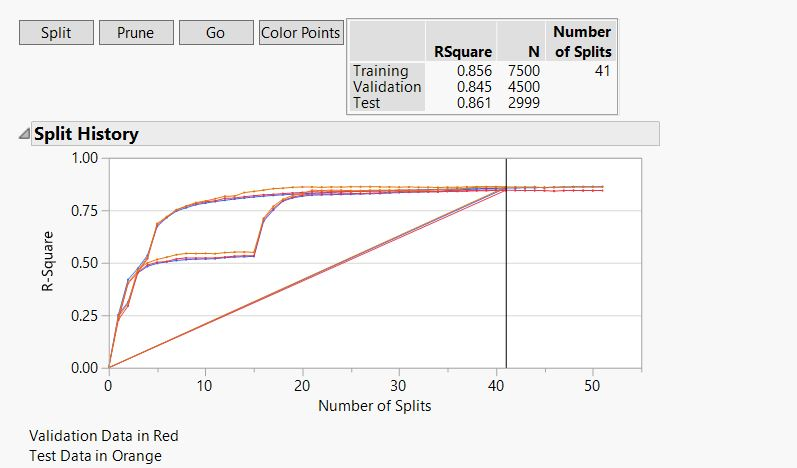 Split Prune Go Color Points
RSquare N Number of Splits
Training 0.856 7500 41
Validation 0.845 4500
Test 0.861 2999
Split History
1.00
0.75
0.50
0.25
0.00
R-Square
0 10 20 30 40 50
Number of Splits
Validation Data in Red
Test Data in Orange